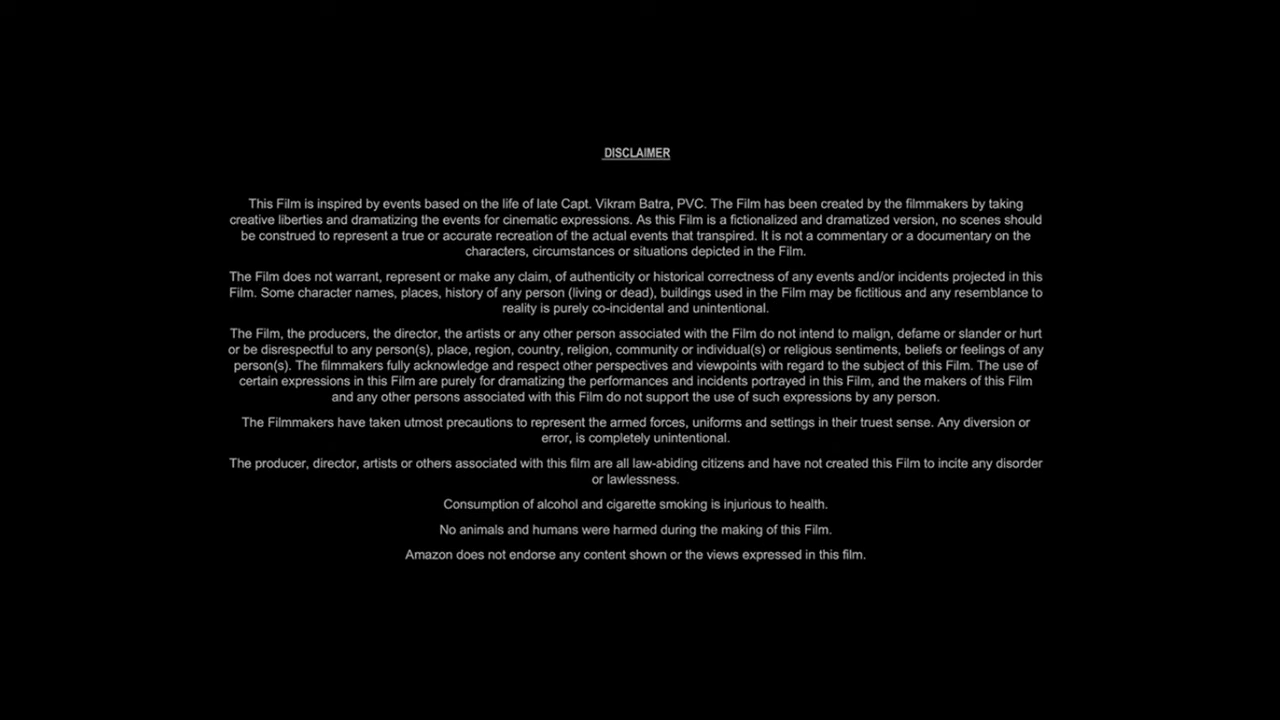 DISCLAIMER
This Film is inspired by events based on the life of late Capt. Vikram Batra, PVC. The Film has been created by the filmmakers by taking
creative liberties and dramatizing the events for cinematic expressions. As this Film is a fictionalized and dramatized version, no scenes should
be construed to represent a true or accurate recreation of the actual events that transpired. It is not a commentary or a documentary on the
characters, circumstances or situations depicted in the Film.
The Film does not warrant, represent or make any claim, of authenticity or historical correctness of any events and/or incidents projected in this
Film. Some character names, places, history of any person (living or dead), buildings used in the Film may be fictitious and any resemblance to
reality is purely co-incidental and unintentional.
The Film, the producers, the director, the artists or any other person associated with the Film do not intend to malign, defame or slander or hurt
or be disrespectful to any person(s), place, region, country, religion, community or individual(s) or religious sentiments, beliefs or feelings of any
person(s). The filmmakers fully acknowledge and respect other perspectives and viewpoints with regard to the subject of this Film. The use of
certain expressions in this Film are purely for dramatizing the performances and incidents portrayed in this Film, and the makers of this Film
and any other persons associated with this Film do not support the use of such expressions by any person.
The Filmmakers have taken utmost precautions to represent the armed forces, uniforms and settings in their truest sense. Any diversion or
error, is completely unintentional.
The producer, director, artists or others associated with this film are all law-abiding citizens and have not created this Film to incite any disorder
or lawlessness.
Consumption of alcohol and cigarette smoking is injurious to health.
No animals and humans were harmed during the making of this Film.
Amazon does not endorse any content shown or the views expressed in this film.